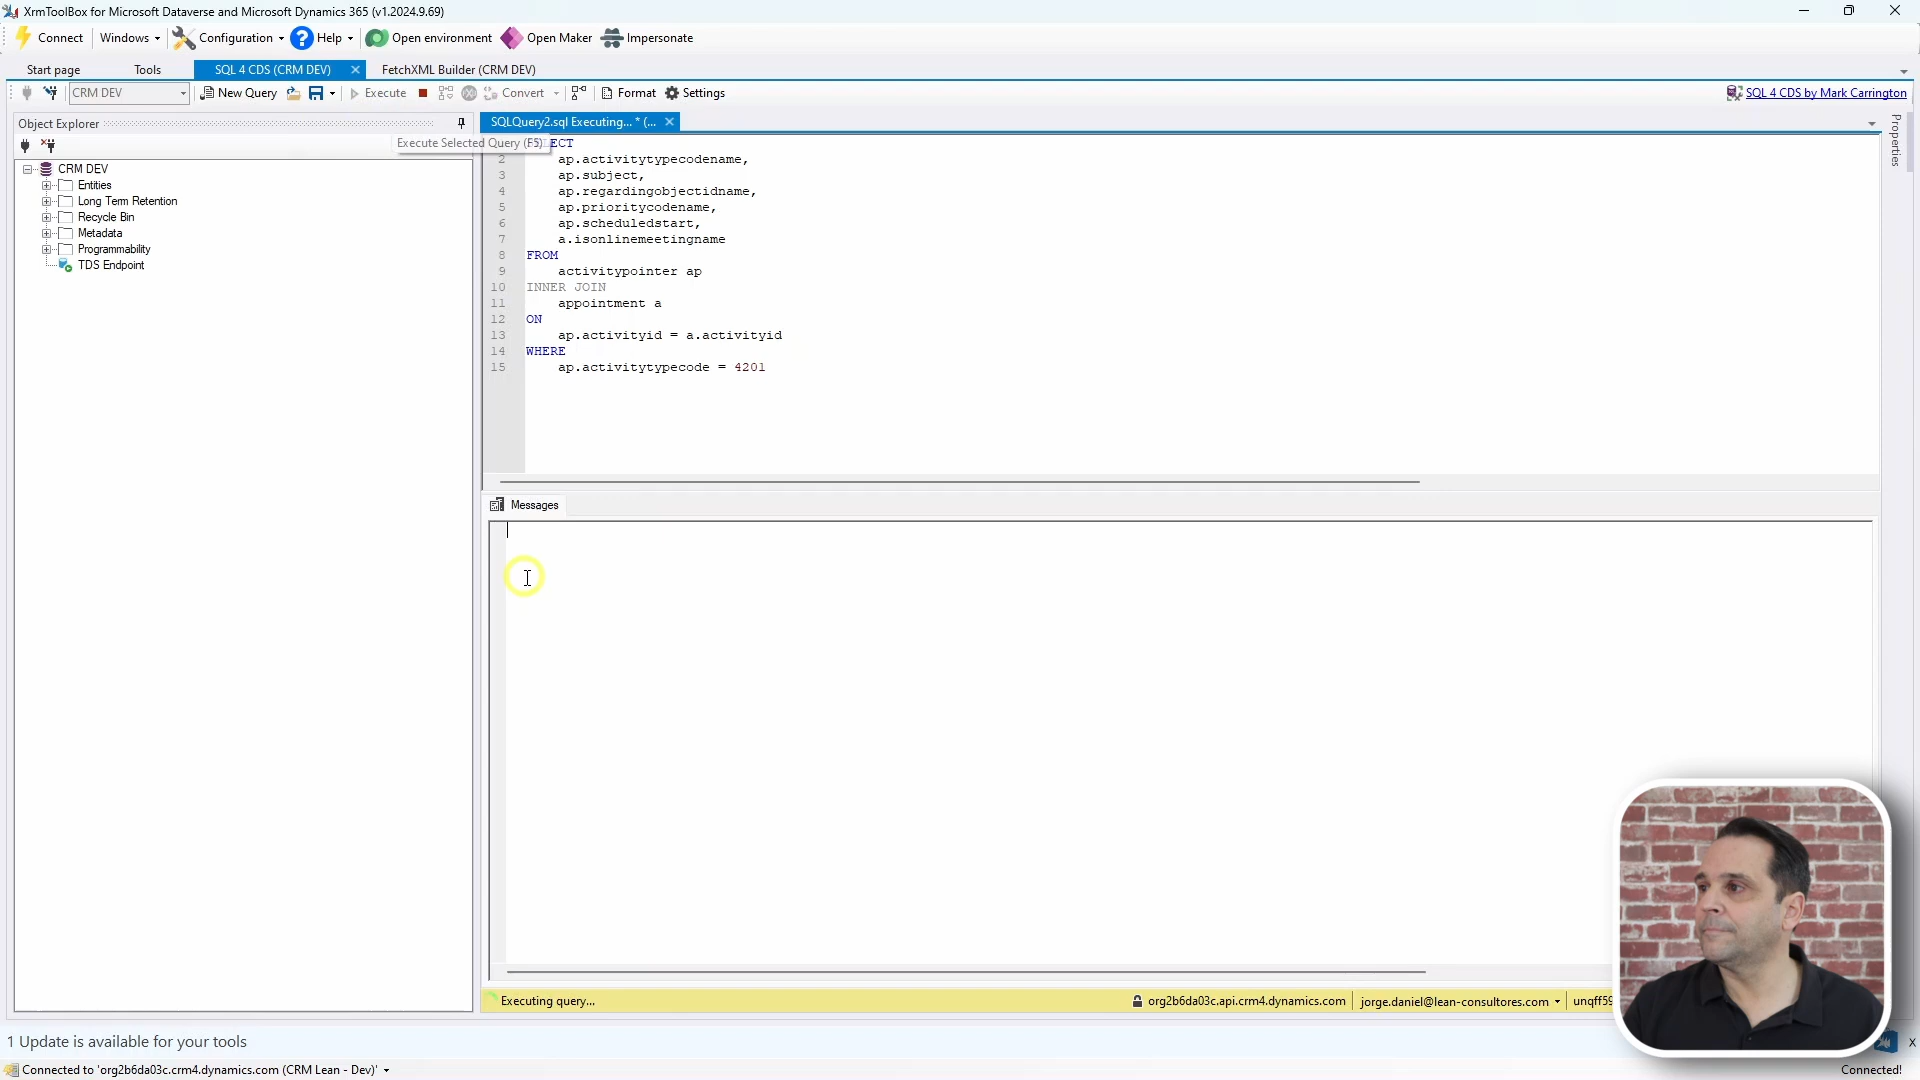 XrmToolBox for Microsoft Dataverse and Microsoft Dynamics 365 (v1.2024.9.69)
Connect Windows Configuration Help Open environment Open Maker Impersonate
Start page Tools SQL 4 CDS (CRM DEV) FetchXML Builder (CRM DEV)
CRM DEV New Query Execute Convert Format Settings SQL 4 CDS by Mark Carrington
Object Explorer
SQLQuery2.sql Executing... * (...
Properties
Execute Selected Query (F5)
CRM DEV
Entities
Long Term Retention
Recycle Bin
Metadata
Programmability
TDS Endpoint
ECT
2 ap.activitytypecodename,
3 ap.subject,
4 ap.regardingobjectidname,
5 ap.prioritycodename,
6 ap.scheduledstart,
7 a.isonlinemeetingname
8 FROM
9 activitypointer ap
10 INNER JOIN
11 appointment a
12 ON
13 ap.activityid = a.activityid
14 WHERE
15 ap.activitytypecode = 4201
Messages
Executing query... org2b6da03c.api.crm4.dynamics.com jorge.daniel@lean-consultores.com unqff59
1 Update is available for your tools
Connected to 'org2b6da03c.crm4.dynamics.com (CRM Lean - Dev)' Connected!